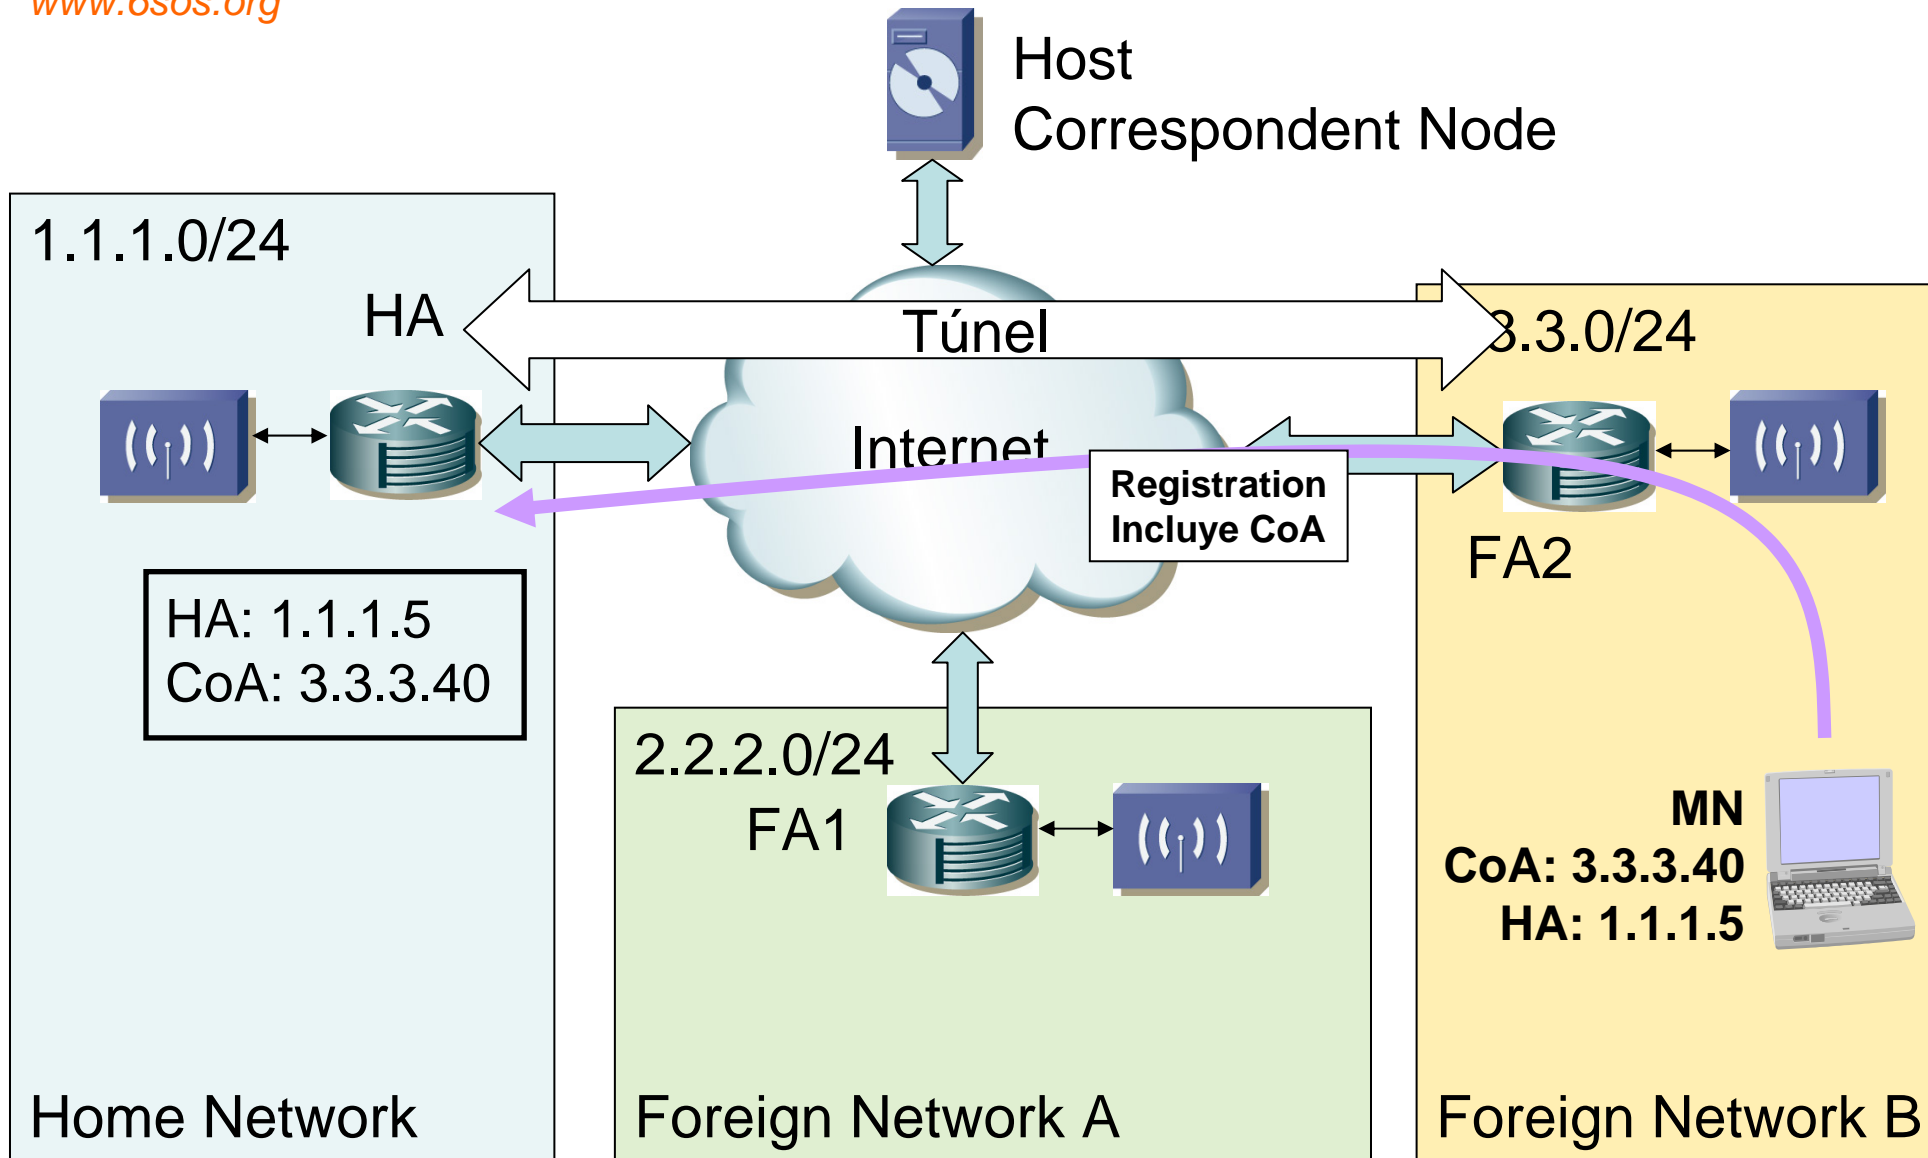 www.6sos.org
Host
Correspondent Node
1.1.1.0/24
HA
Túnel
3.3.0/24
Internet
Registration
Incluye CoA
FA2
HA: 1.1.1.5
CoA: 3.3.3.40
2.2.2.0/24
FA1
MN
CoA: 3.3.3.40
HA: 1.1.1.5
Home Network
Foreign Network A
Foreign Network B